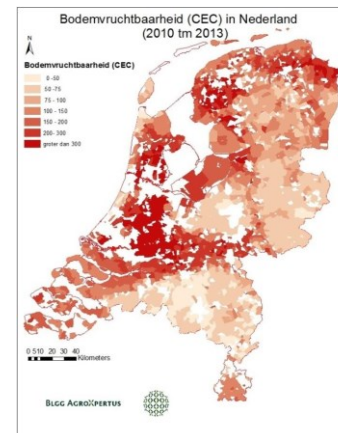 Bodemvruchtbaarheid (CEC) in Nederland
(2010 tm 2013)
N
Bodemvruchtbaarheid (CEC)
0 -50
50 -75
75 - 100
100 - 150
150 - 200
200 - 300
groter dan 300
0 5 10 20 30 40
Kilometers
BLGG AGROXPERTUS